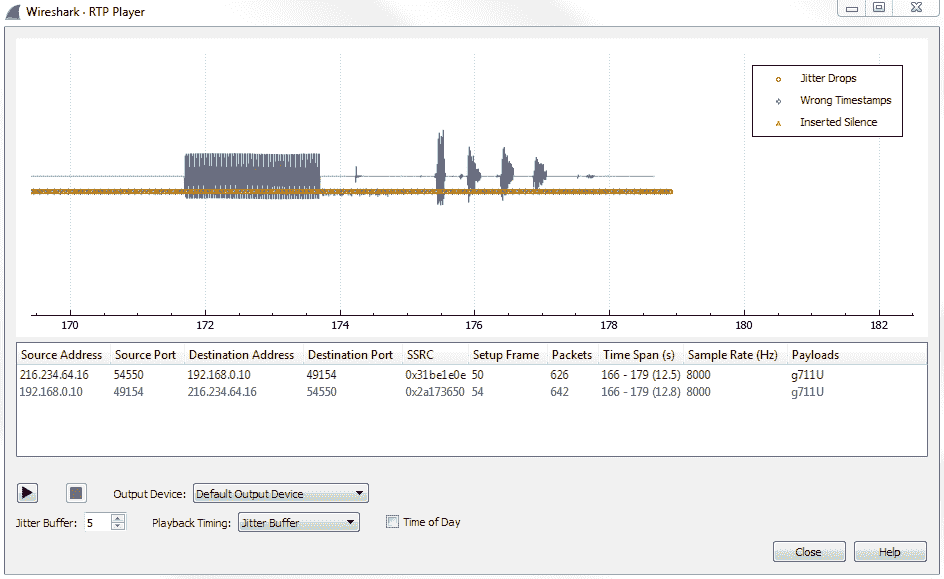 Wireshark · RTP Player
Jitter Drops
Wrong Timestamps
Inserted Silence
170 172 174 176 178 180 182
Source Address Source Port Destination Address Destination Port SSRC Setup Frame Packets Time Span (s) Sample Rate (Hz) Payloads
216.234.64.16 54550 192.168.0.10 49154 0x31be1e0e 50 626 166 - 179 (12.5) 8000 g711U
192.168.0.10 49154 216.234.64.16 54550 0x2a173650 54 642 166 - 179 (12.8) 8000 g711U
Output Device: Default Output Device
Jitter Buffer: 5 Playback Timing: Jitter Buffer Time of Day
Close Help